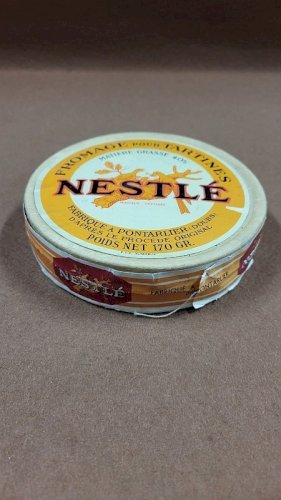 FROMAGE POUR TARTINES
MATIÈRE GRASSE 40%
NESTLÉ
FABRIQUÉ A PONTARLIER (DOUBS)
D'APRÈS LE PROCÉDÉ ORIGINAL
POIDS NET 170 GR.
NESTLÉ
FABRIQUÉ A PONTARLIER